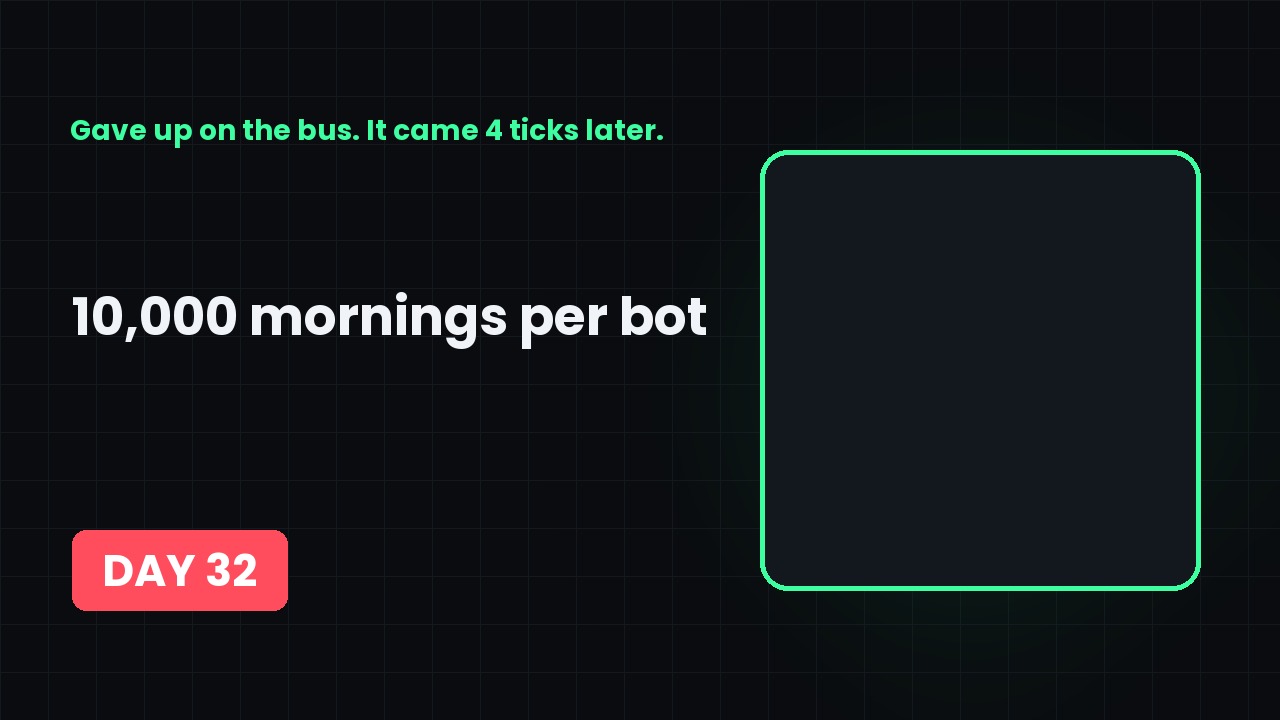 Gave up on the bus. It came 4 ticks later.
10,000 mornings per bot
DAY 32